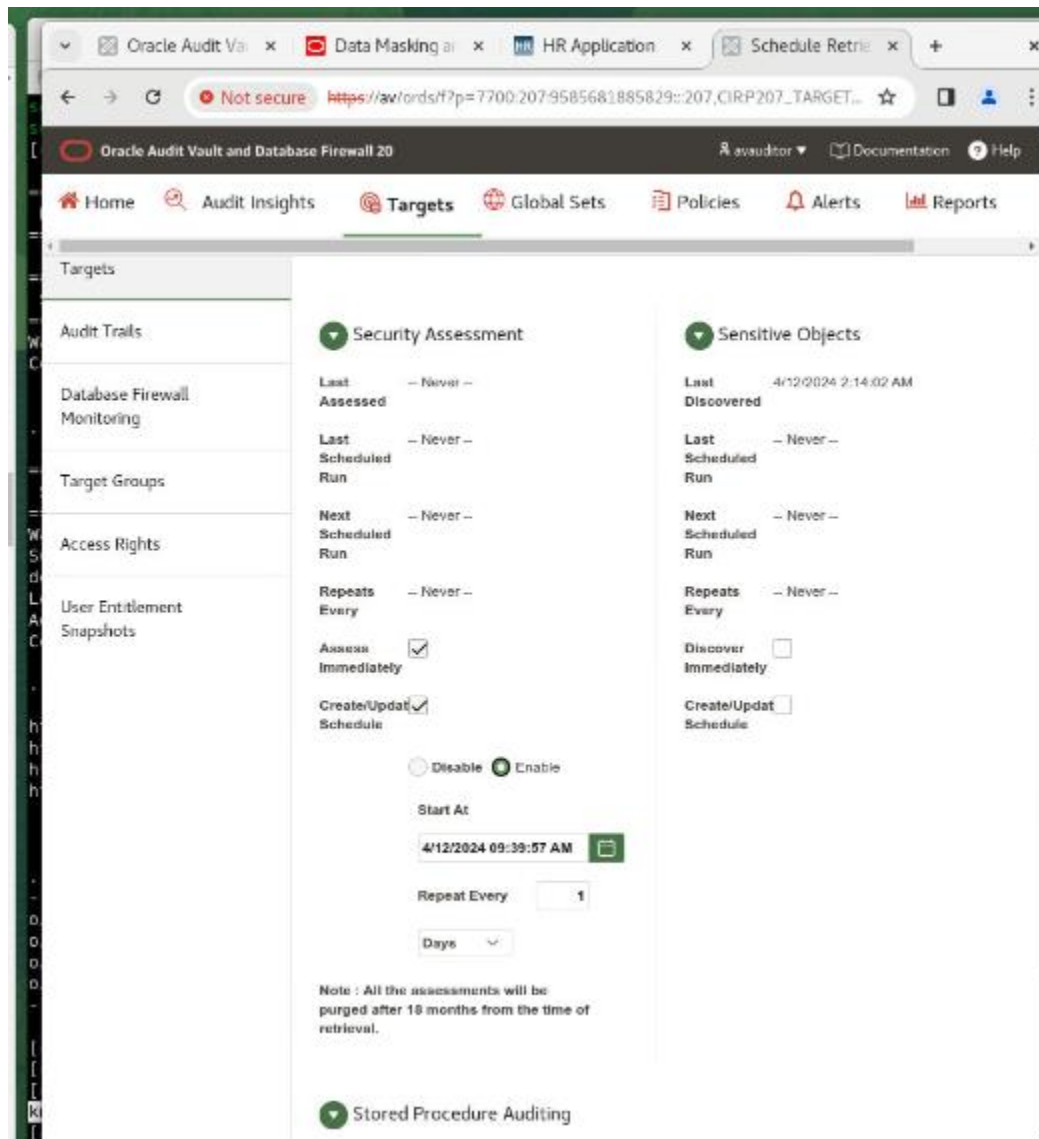 Oracle Audit Va
Data Masking a
HR Application
Schedule Retrie
Not secure https://av/ords/f?p=7700:207:9585681885829:::207,CIR:P207_TARGET...
Oracle Audit Vault and Database Firewall 20
avauditor
Documentation
Help
Home
Audit Insights
Targets
Global Sets
Policies
Alerts
Reports
Targets
Audit Trails
Database Firewall
Monitoring
Target Groups
Access Rights
User Entitlement
Snapshots
Security Assessment
Last Assessed -- Never --
Last Scheduled Run -- Never --
Next Scheduled Run -- Never --
Repeats Every -- Never --
Assess Immediately
Create/Updat Schedule
Disable Enable
Start At
4/12/2024 09:39:57 AM
Repeat Every 1
Days
Note : All the assessments will be
purged after 18 months from the time of
retrieval.
Sensitive Objects
Last Discovered 4/12/2024 2:14:02 AM
Last Scheduled Run -- Never --
Next Scheduled Run -- Never --
Repeats Every -- Never --
Discover Immediately
Create/Updat Schedule
Stored Procedure Auditing